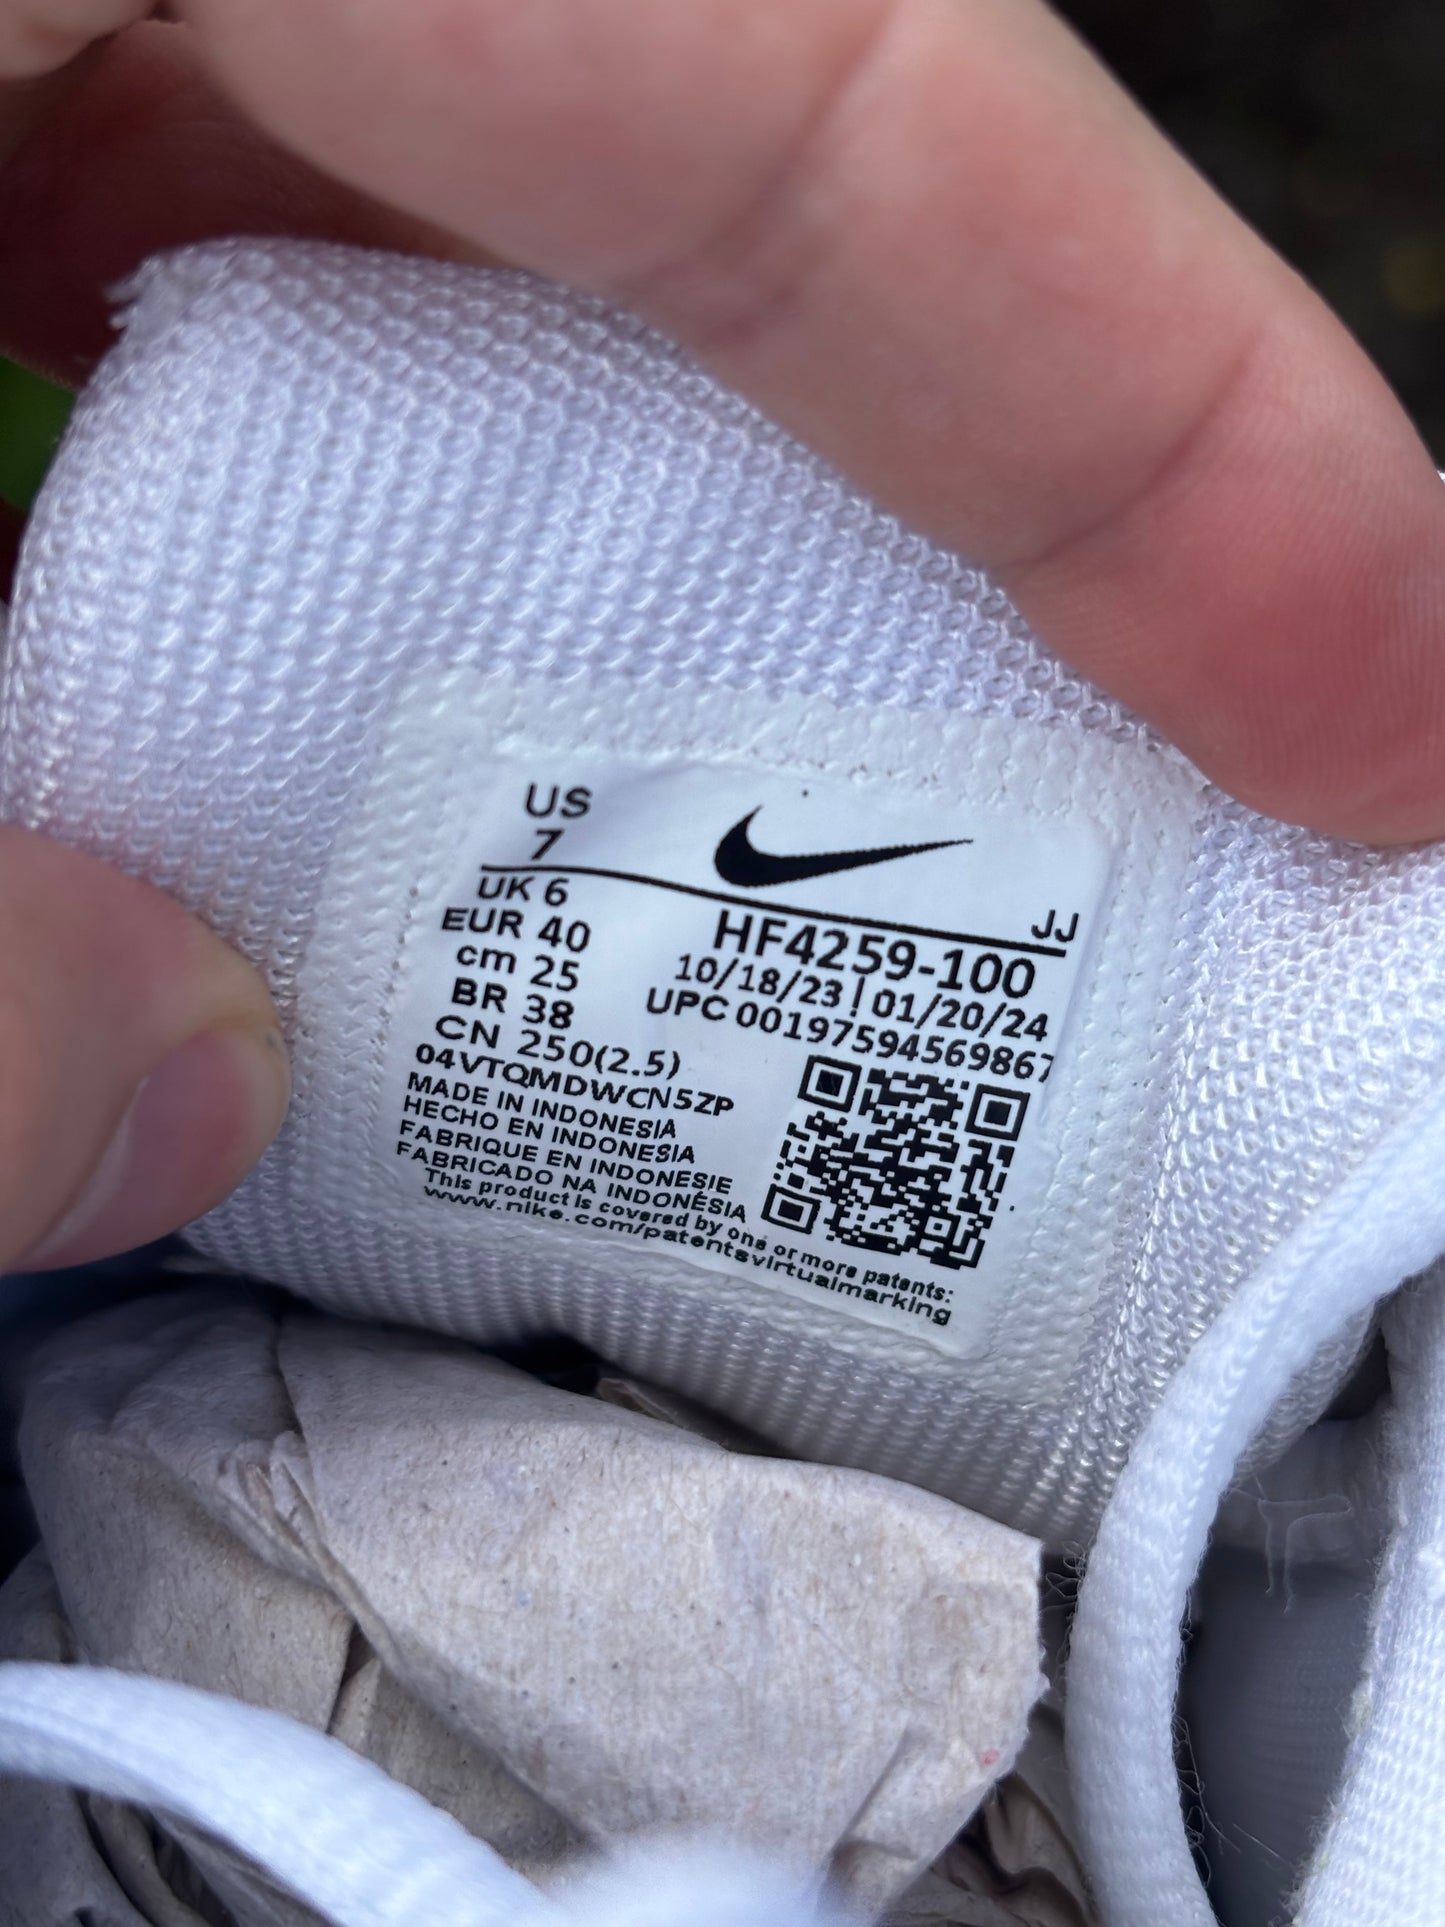 US
7
UK 6
EUR 40
cm 25
BR 38
CN 250(2.5)
04VTQMDWCN5ZP
MADE IN INDONESIA
HECHO EN INDONESIA
FABRIQUE EN INDONESIE
FABRICADO NA INDONÉSIA
This product is covered by one or more patents:
www.nike.com/patentsvirtualmarking
JJ
HF4259-100
10/18/23 | 01/20/24
UPC 00197594569867